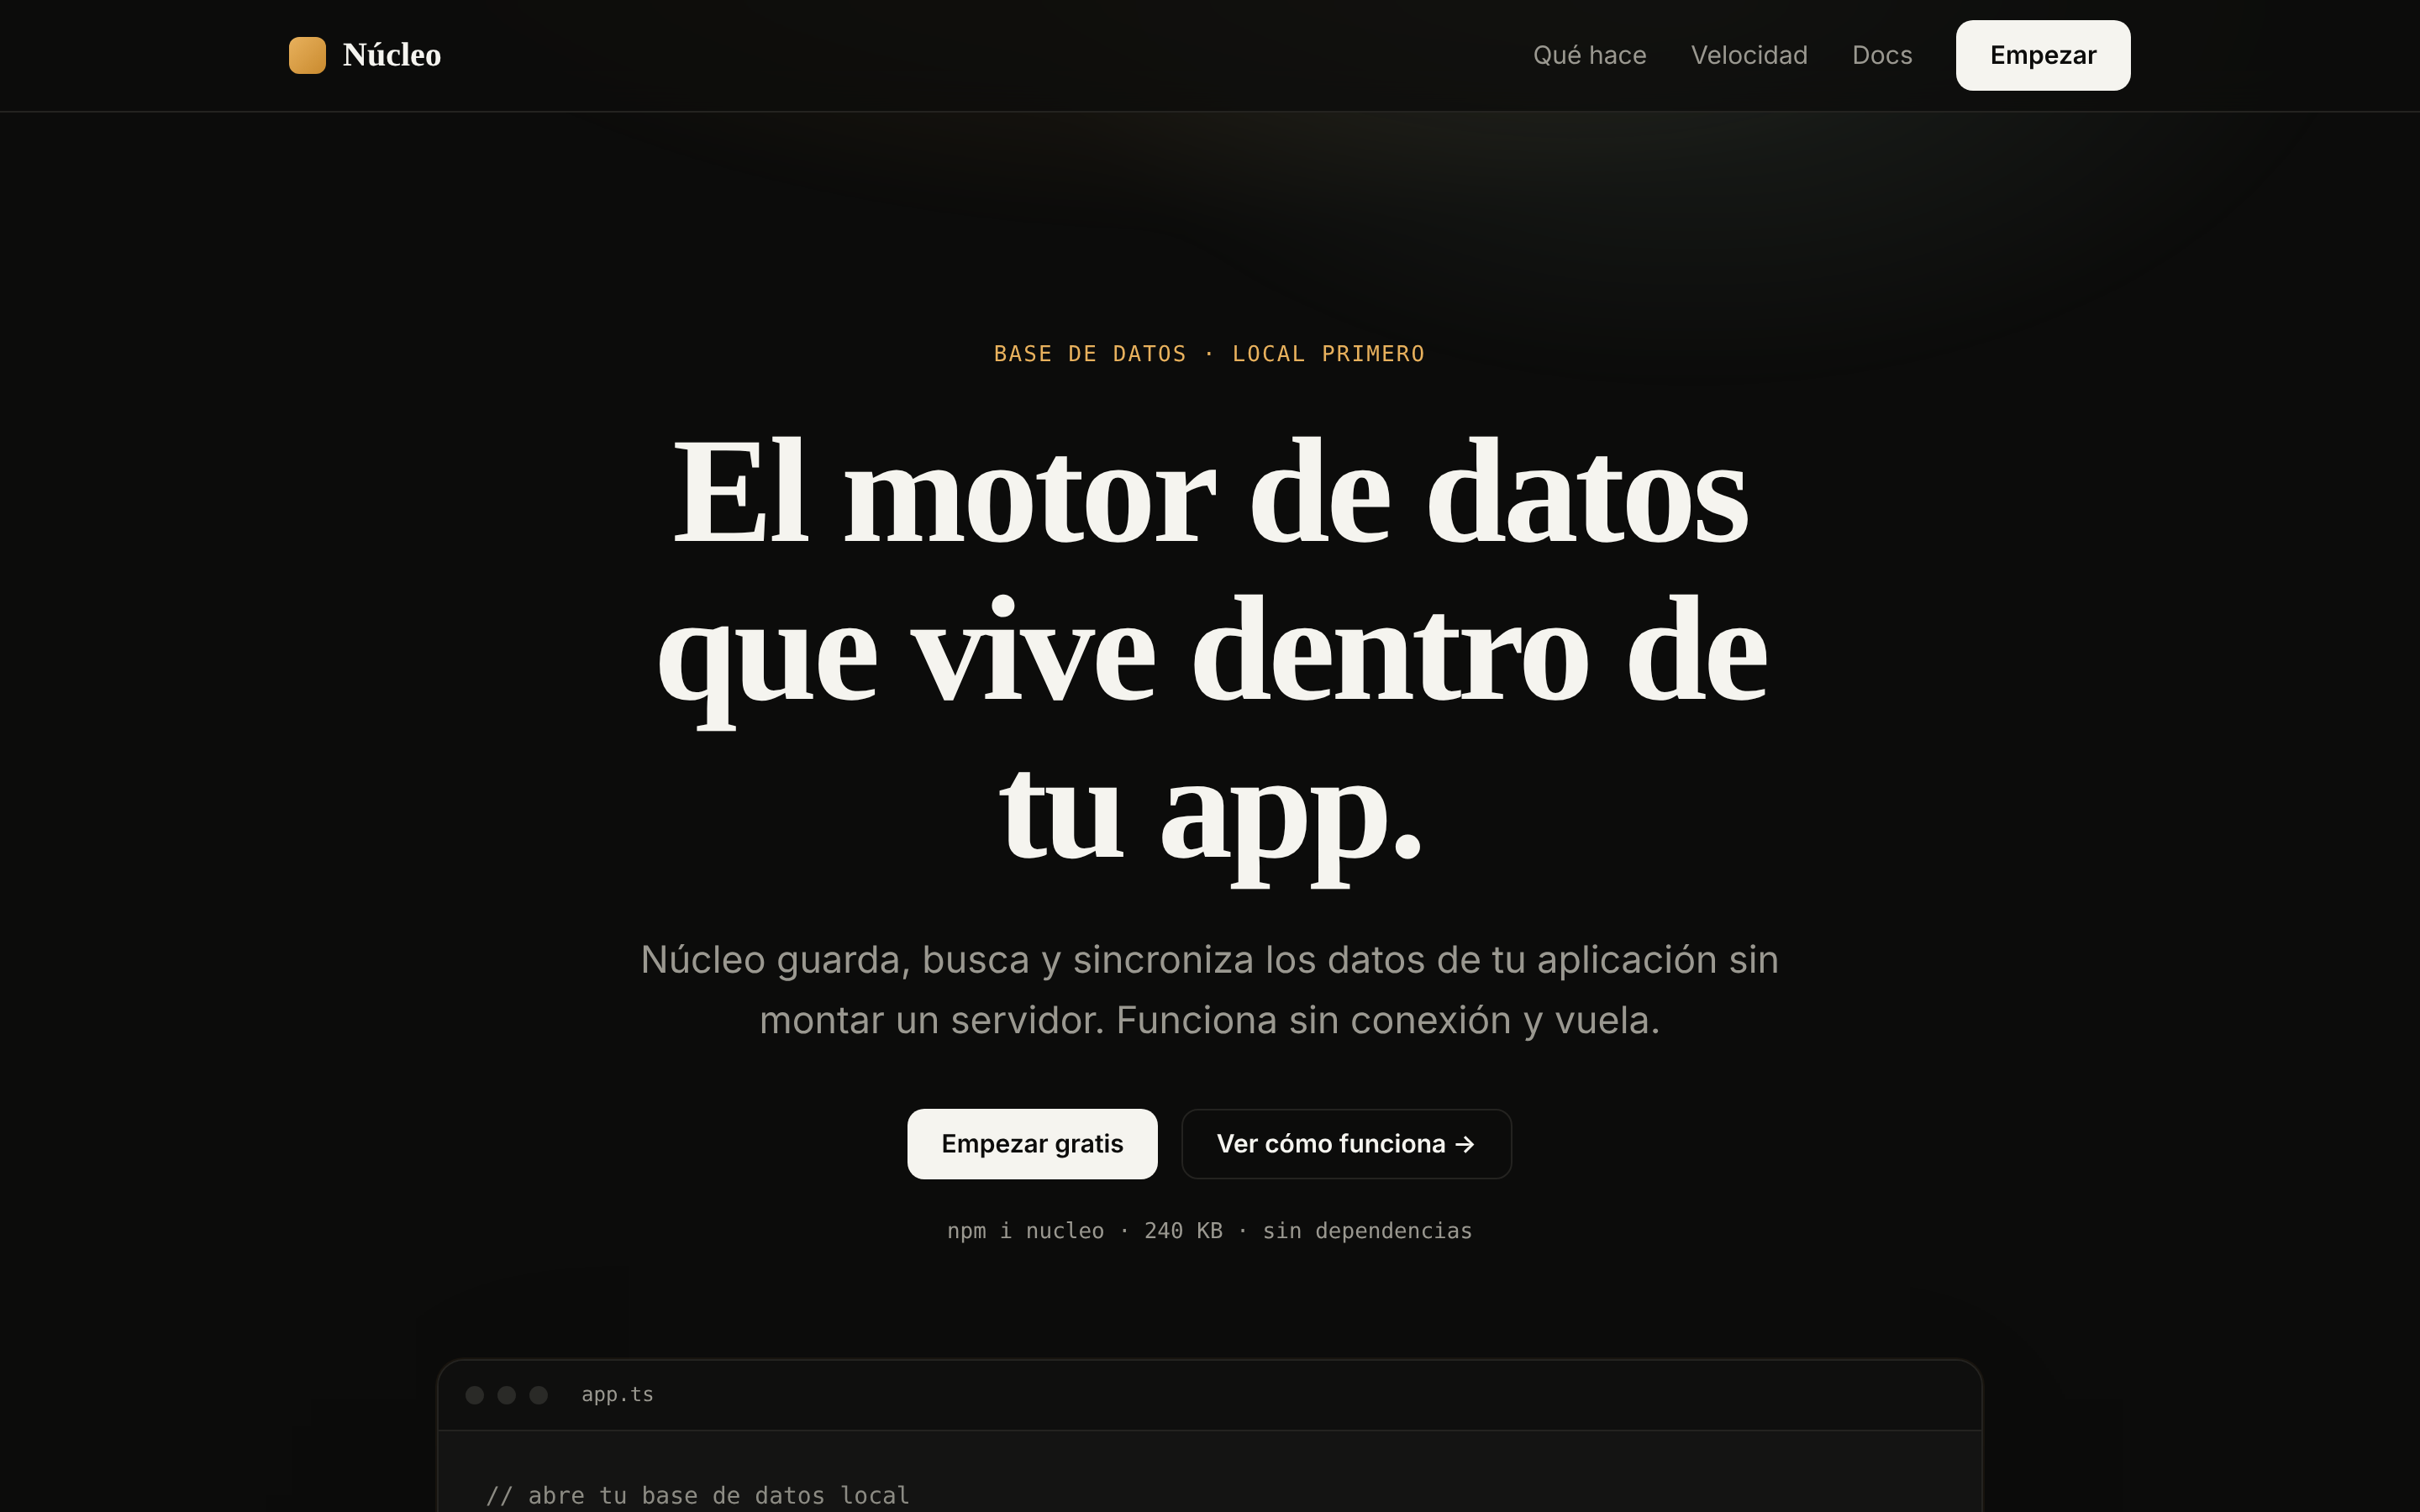 Núcleo
Qué hace
Velocidad
Docs
Empezar
BASE DE DATOS · LOCAL PRIMERO
El motor de datos
que vive dentro de
tu app.
Núcleo guarda, busca y sincroniza los datos de tu aplicación sin
montar un servidor. Funciona sin conexión y vuela.
Empezar gratis
Ver cómo funciona →
npm i nucleo · 240 KB · sin dependencias
app.ts
// abre tu base de datos local